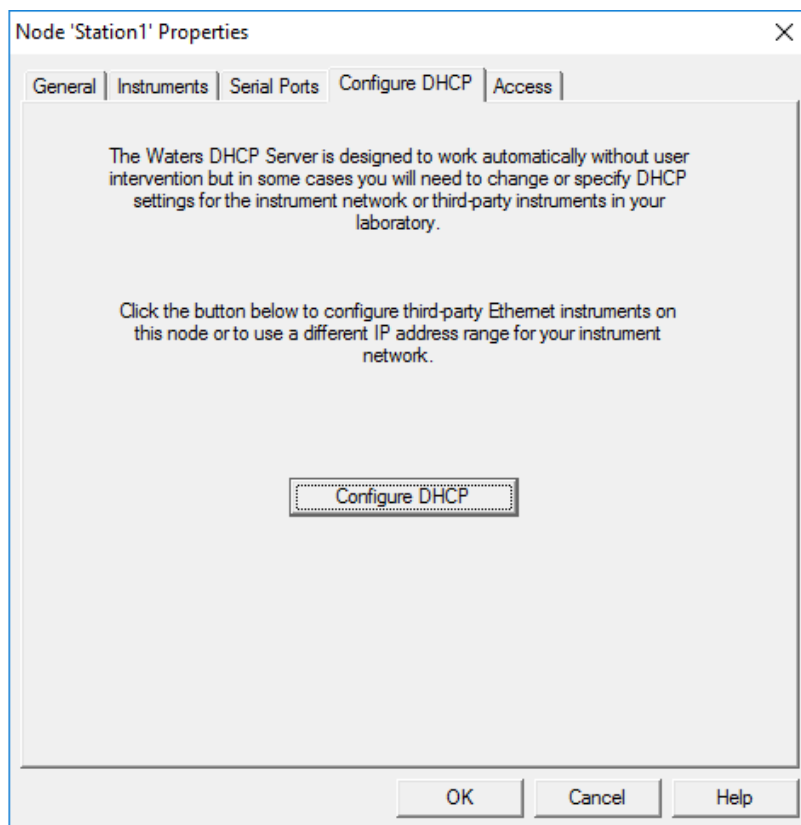 Node 'Station1' Properties
General
Instruments
Serial Ports
Configure DHCP
Access
The Waters DHCP Server is designed to work automatically without user
intervention but in some cases you will need to change or specify DHCP
settings for the instrument network or third-party instruments in your
laboratory.
Click the button below to configure third-party Ethernet instruments on
this node or to use a different IP address range for your instrument
network.
Configure DHCP
OK
Cancel
Help